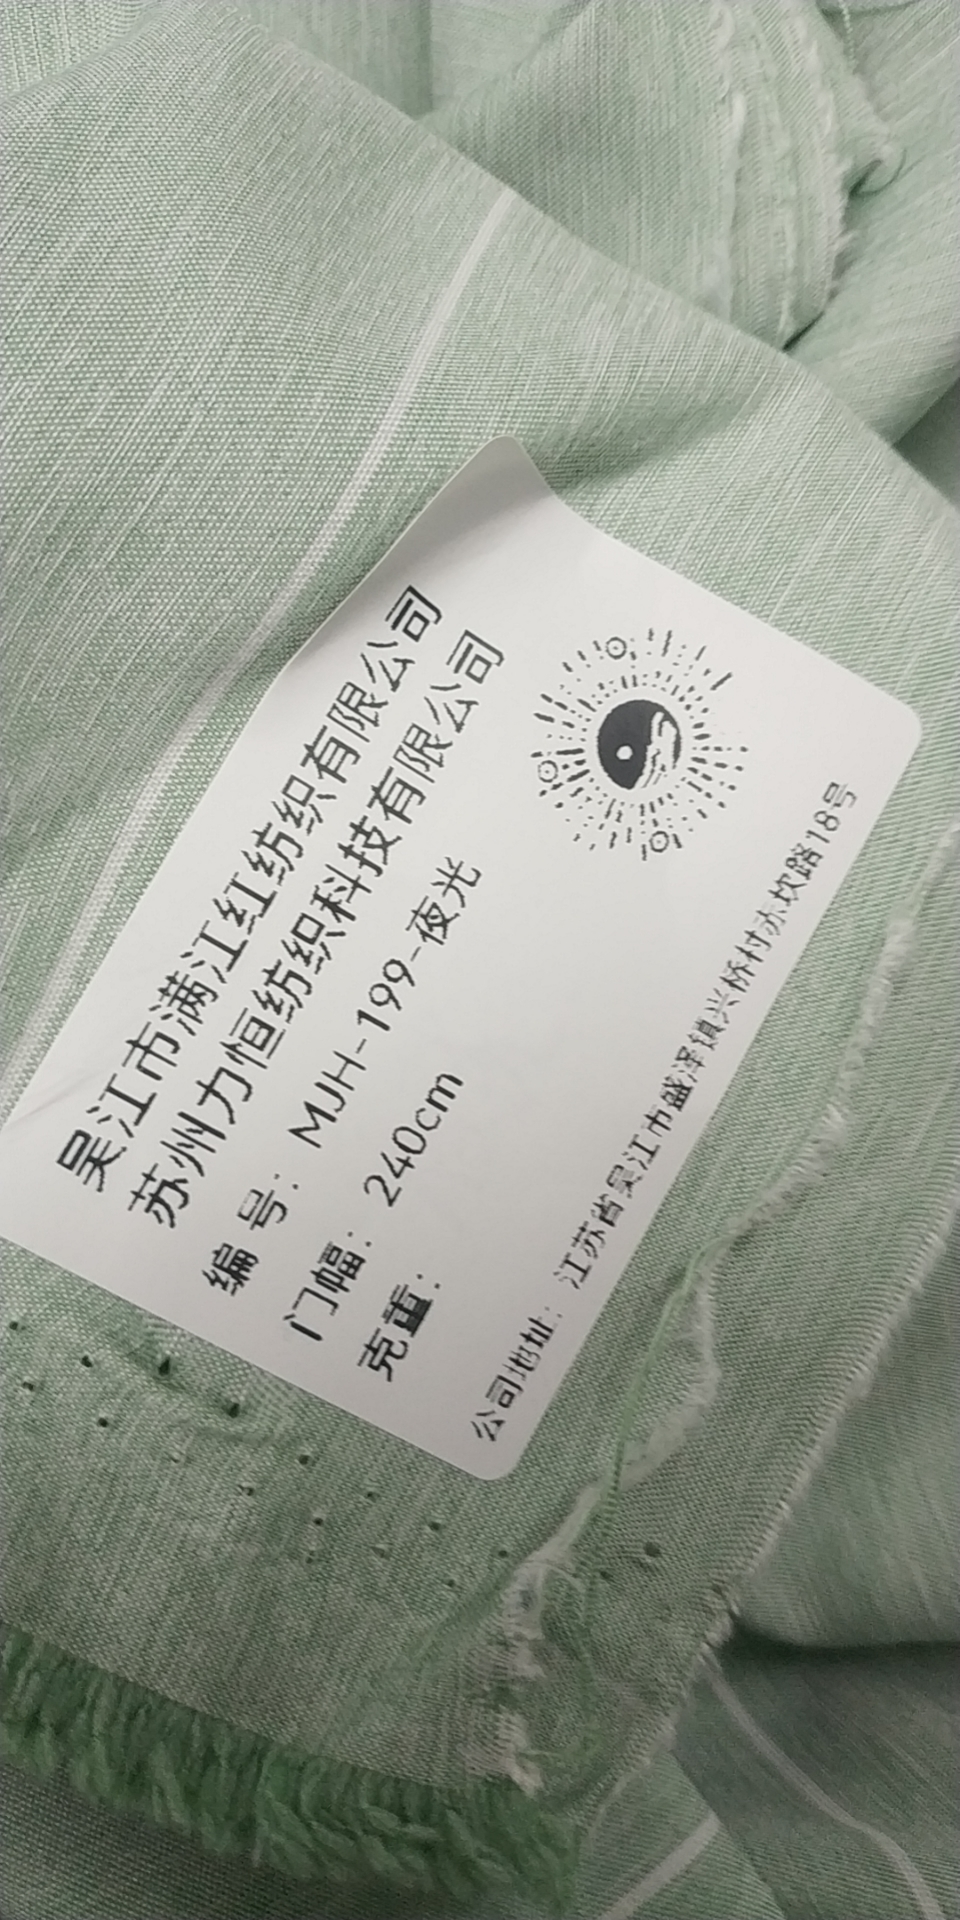 吴江市满江红纺织有限公司
苏州力恒纺织科技有限公司
编 号: MJH-199-夜光
门幅: 240cm
克重:
公司地址: 江苏省吴江市盛泽镇兴桥村苏坎路18号